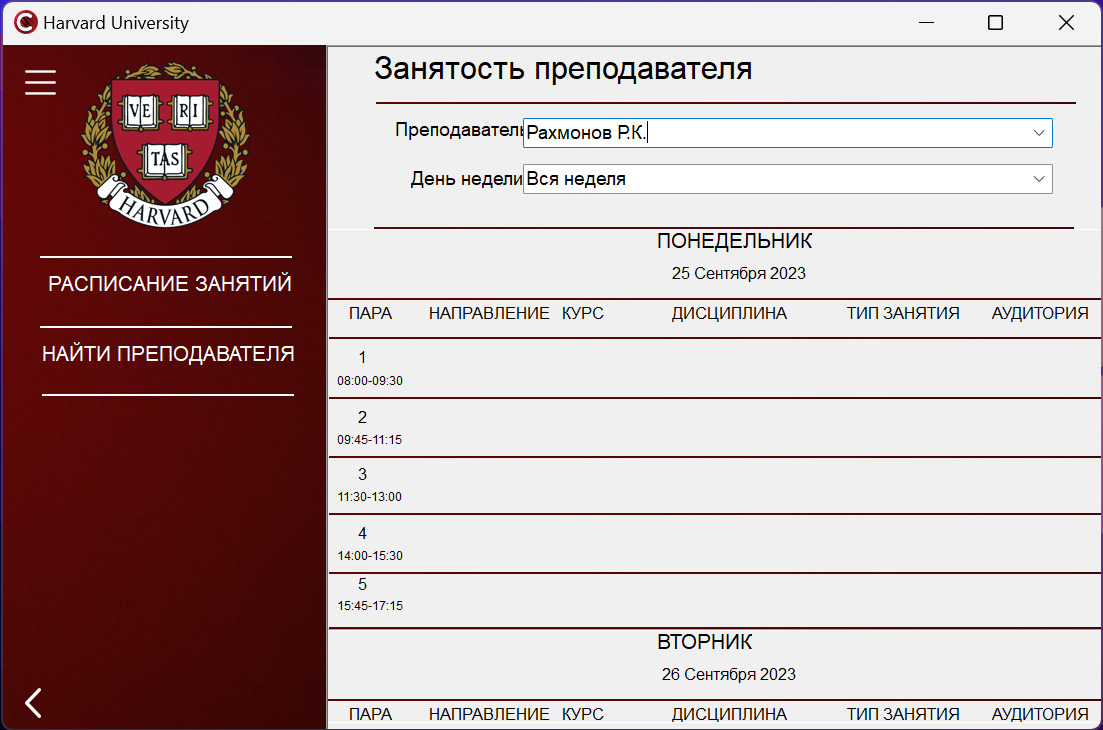 Harvard University
VE RI
TAS
HARVARD
РАСПИСАНИЕ ЗАНЯТИЙ
НАЙТИ ПРЕПОДАВАТЕЛЯ
Занятость преподавателя
Преподаватель Рахмонов Р.К.
День недели Вся неделя
ПОНЕДЕЛЬНИК
25 Сентября 2023
ПАРА НАПРАВЛЕНИЕ КУРС ДИСЦИПЛИНА ТИП ЗАНЯТИЯ АУДИТОРИЯ
1
08:00-09:30
2
09:45-11:15
3
11:30-13:00
4
14:00-15:30
5
15:45-17:15
ВТОРНИК
26 Сентября 2023
ПАРА НАПРАВЛЕНИЕ КУРС ДИСЦИПЛИНА ТИП ЗАНЯТИЯ АУДИТОРИЯ